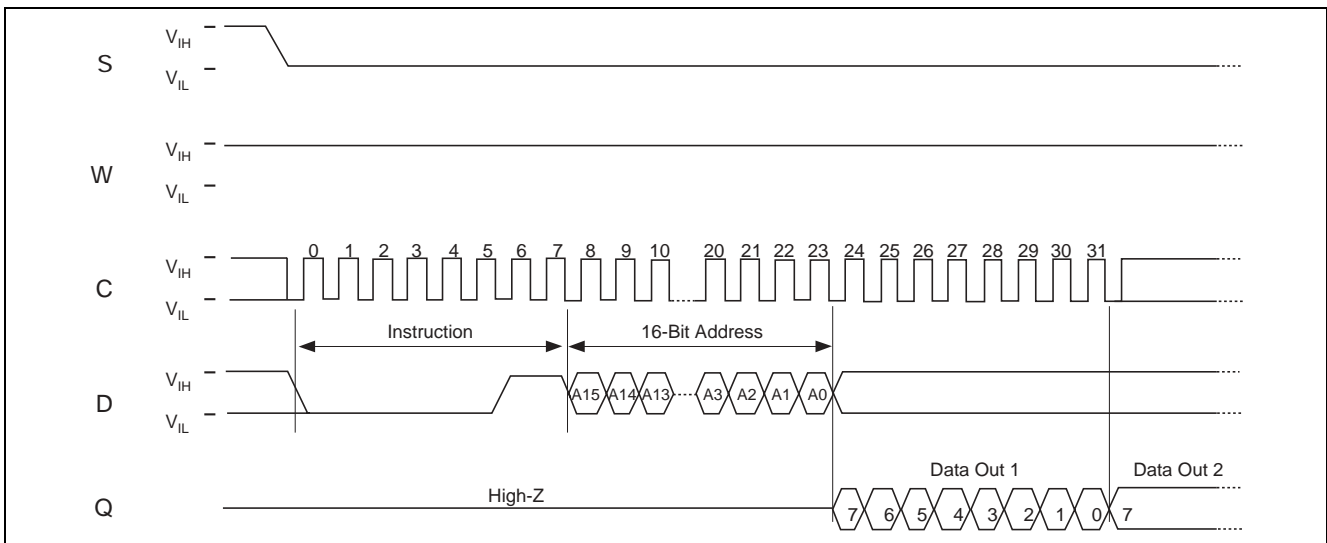 V_IH
S
V_IL
V_IH
W
V_IL
0 1 2 3 4 5 6 7 8 9 10 20 21 22 23 24 25 26 27 28 29 30 31
V_IH
C
V_IL
Instruction 16-Bit Address
V_IH
D A15 A14 A13 A3 A2 A1 A0
V_IL
Data Out 1 Data Out 2
High-Z
Q 7 6 5 4 3 2 1 0 7